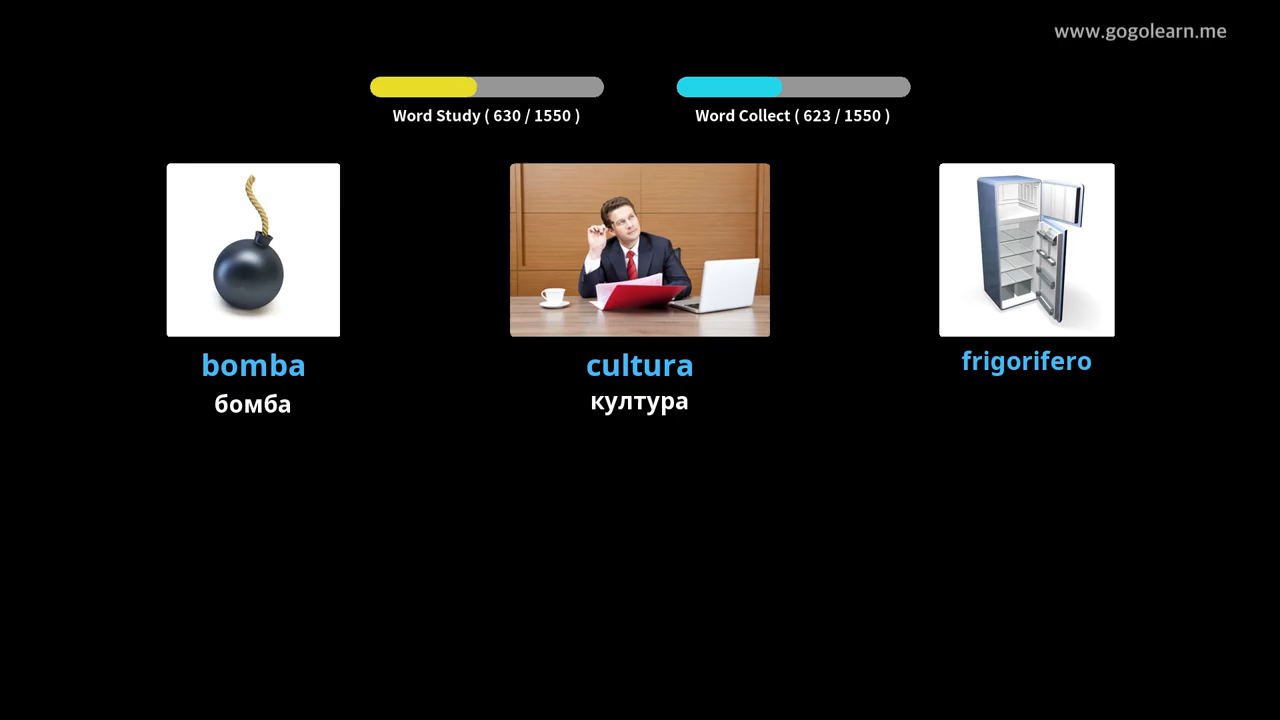 www.gogolearn.me
Word Study ( 630 / 1550 )
Word Collect ( 623 / 1550 )
bomba
бомба
cultura
култура
frigorifero